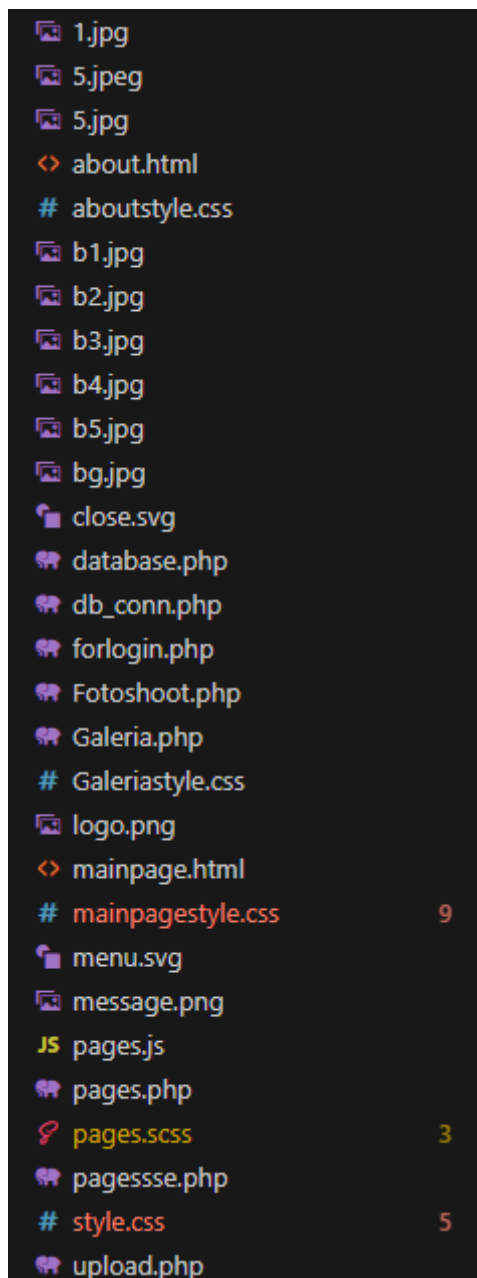 1.jpg
5.jpeg
5.jpg
about.html
# aboutstyle.css
b1.jpg
b2.jpg
b3.jpg
b4.jpg
b5.jpg
bg.jpg
close.svg
database.php
db_conn.php
forlogin.php
Fotoshoot.php
Galeria.php
# Galeriastyle.css
logo.png
<> mainpage.html
# mainpagestyle.css 9
menu.svg
message.png
JS pages.js
pages.php
pages.scss 3
pagessse.php
# style.css 5
upload.php